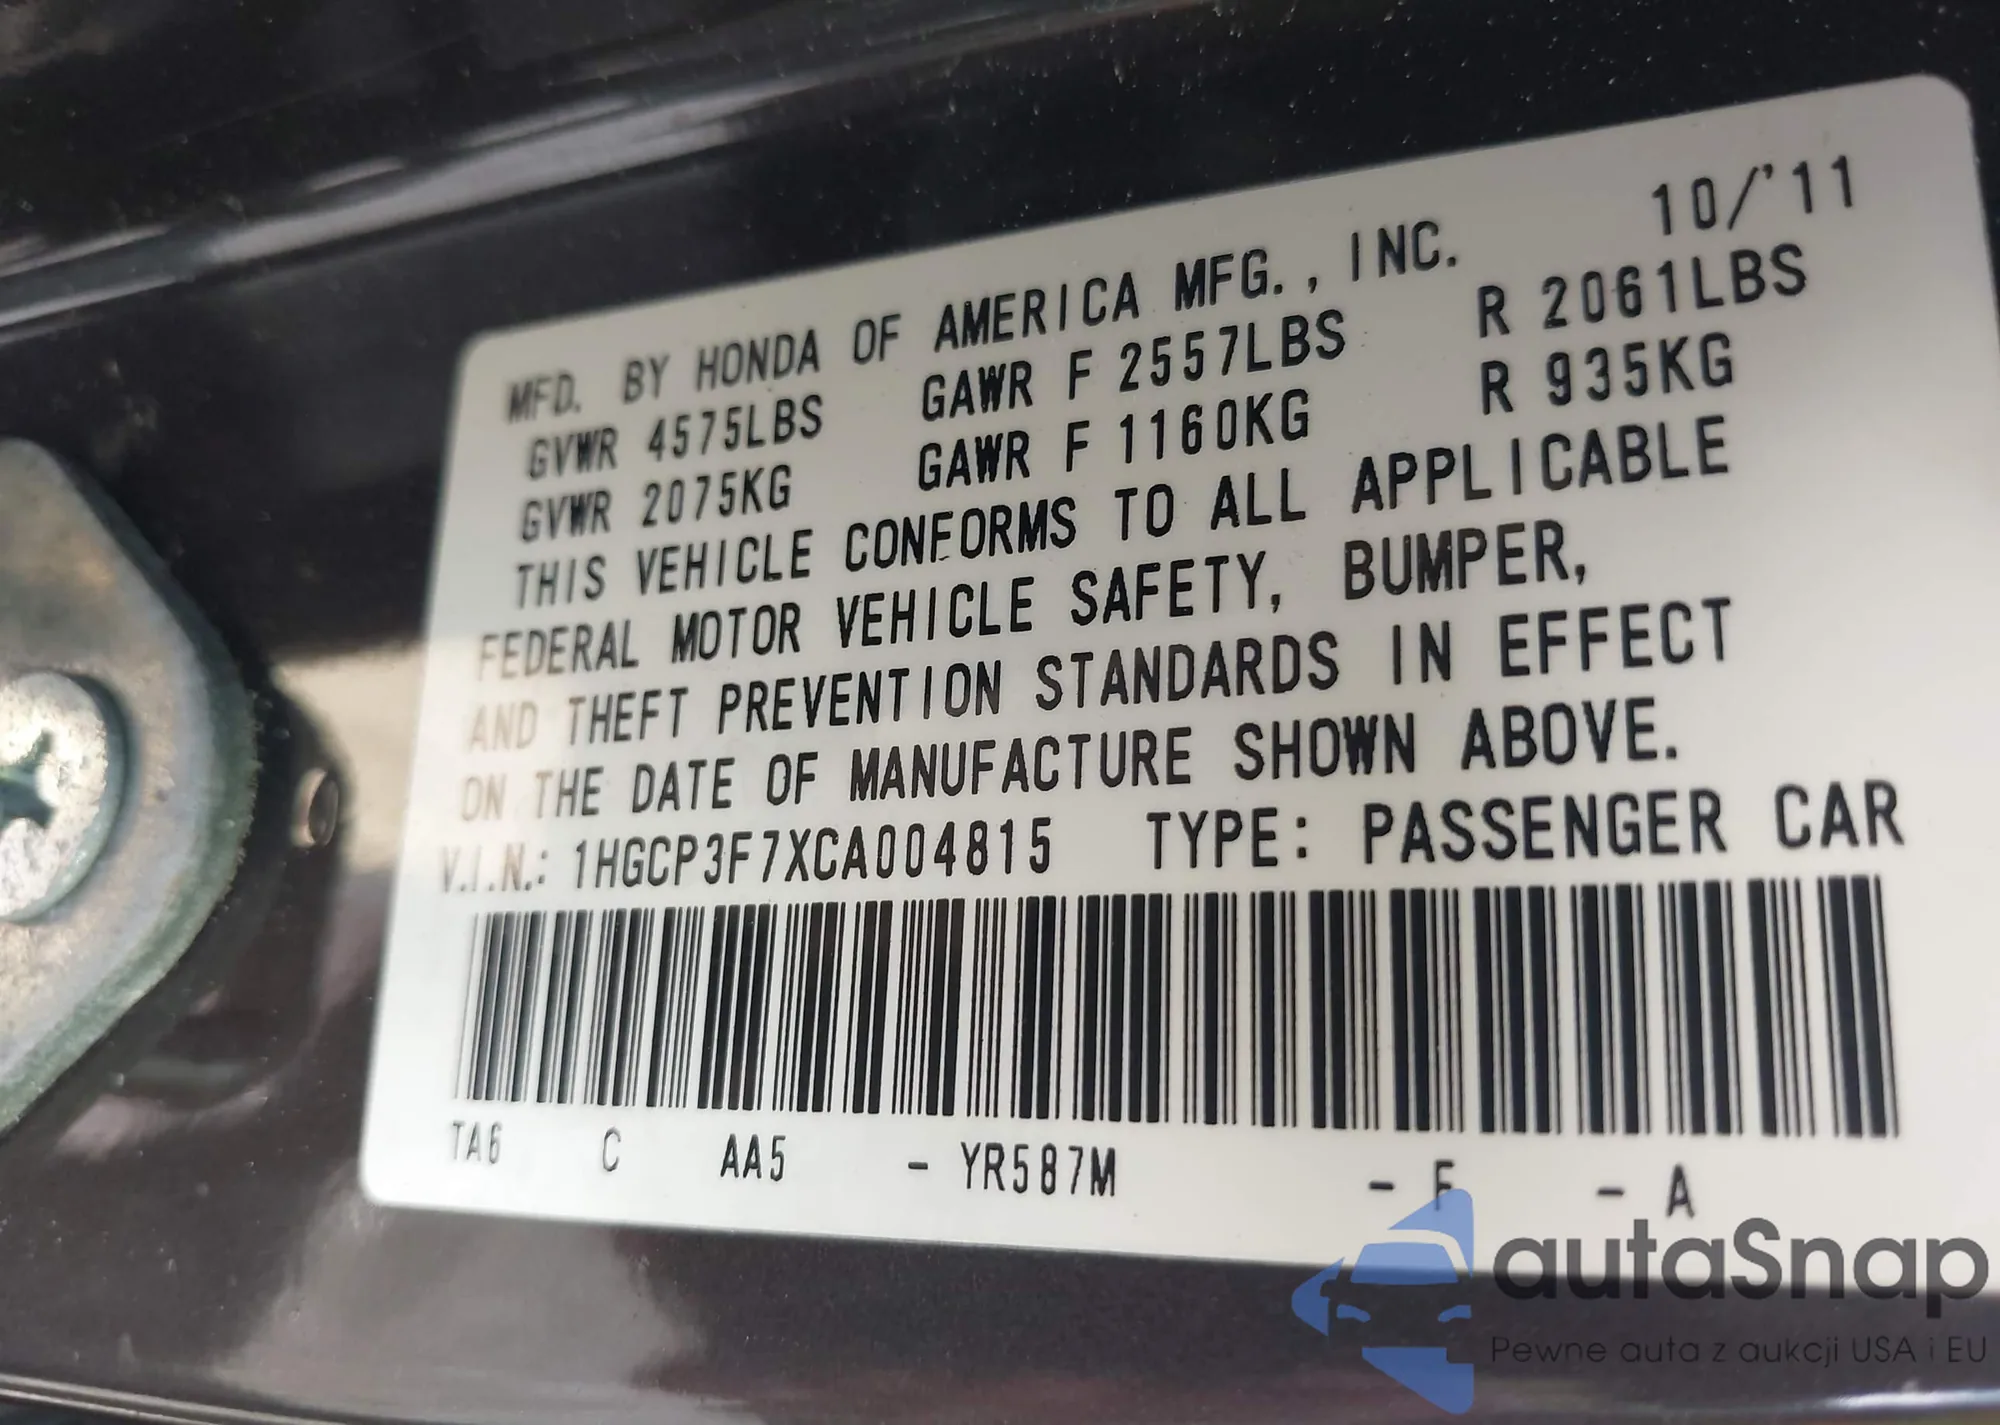 10/'11
MFD. BY HONDA OF AMERICA MFG., INC.
GVWR 4575LBS GAWR F 2557LBS R 2061LBS
GVWR 2075KG GAWR F 1160KG R 935KG
THIS VEHICLE CONFORMS TO ALL APPLICABLE
FEDERAL MOTOR VEHICLE SAFETY, BUMPER,
AND THEFT PREVENTION STANDARDS IN EFFECT
ON THE DATE OF MANUFACTURE SHOWN ABOVE.
V.I.N.: 1HGCP3F7XCA004815 TYPE: PASSENGER CAR
TA6 C AA5 - YR587M - - A
autaSnap
Pewne auta z aukcji USA i EU